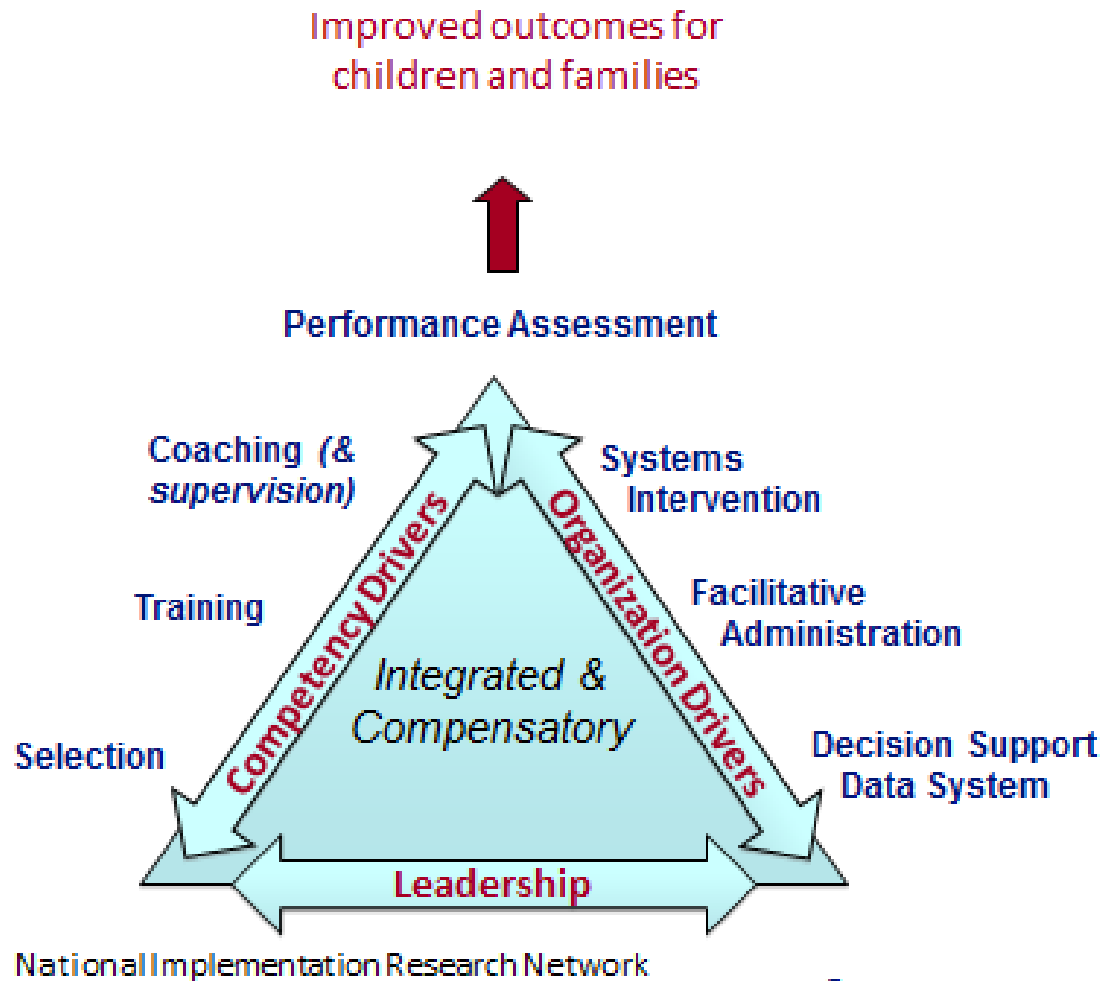 Improved outcomes for
children and families
Performance Assessment
Coaching (&
supervision)
Systems
Intervention
Training
Facilitative
Administration
Selection
Decision Support
Data System
Competency Drivers
Organization Drivers
Integrated &
Compensatory
Leadership
National Implementation Research Network